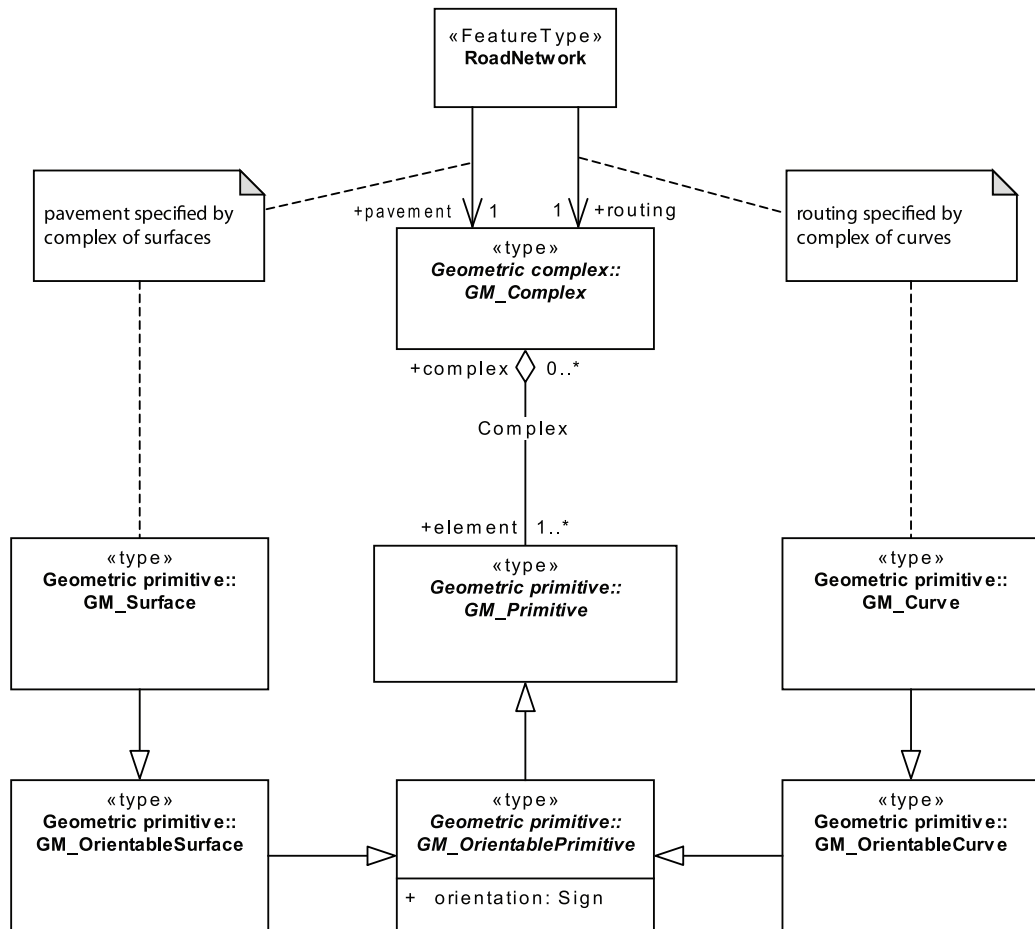 «FeatureType»
RoadNetwork
pavement specified by
complex of surfaces
routing specified by
complex of curves
+pavement 1
1 +routing
«type»
Geometric complex::
GM_Complex
+complex 0..*
Complex
+element 1..*
«type»
Geometric primitive::
GM_Surface
«type»
Geometric primitive::
GM_Primitive
«type»
Geometric primitive::
GM_Curve
«type»
Geometric primitive::
GM_OrientableSurface
«type»
Geometric primitive::
GM_OrientablePrimitive
+ orientation: Sign
«type»
Geometric primitive::
GM_OrientableCurve